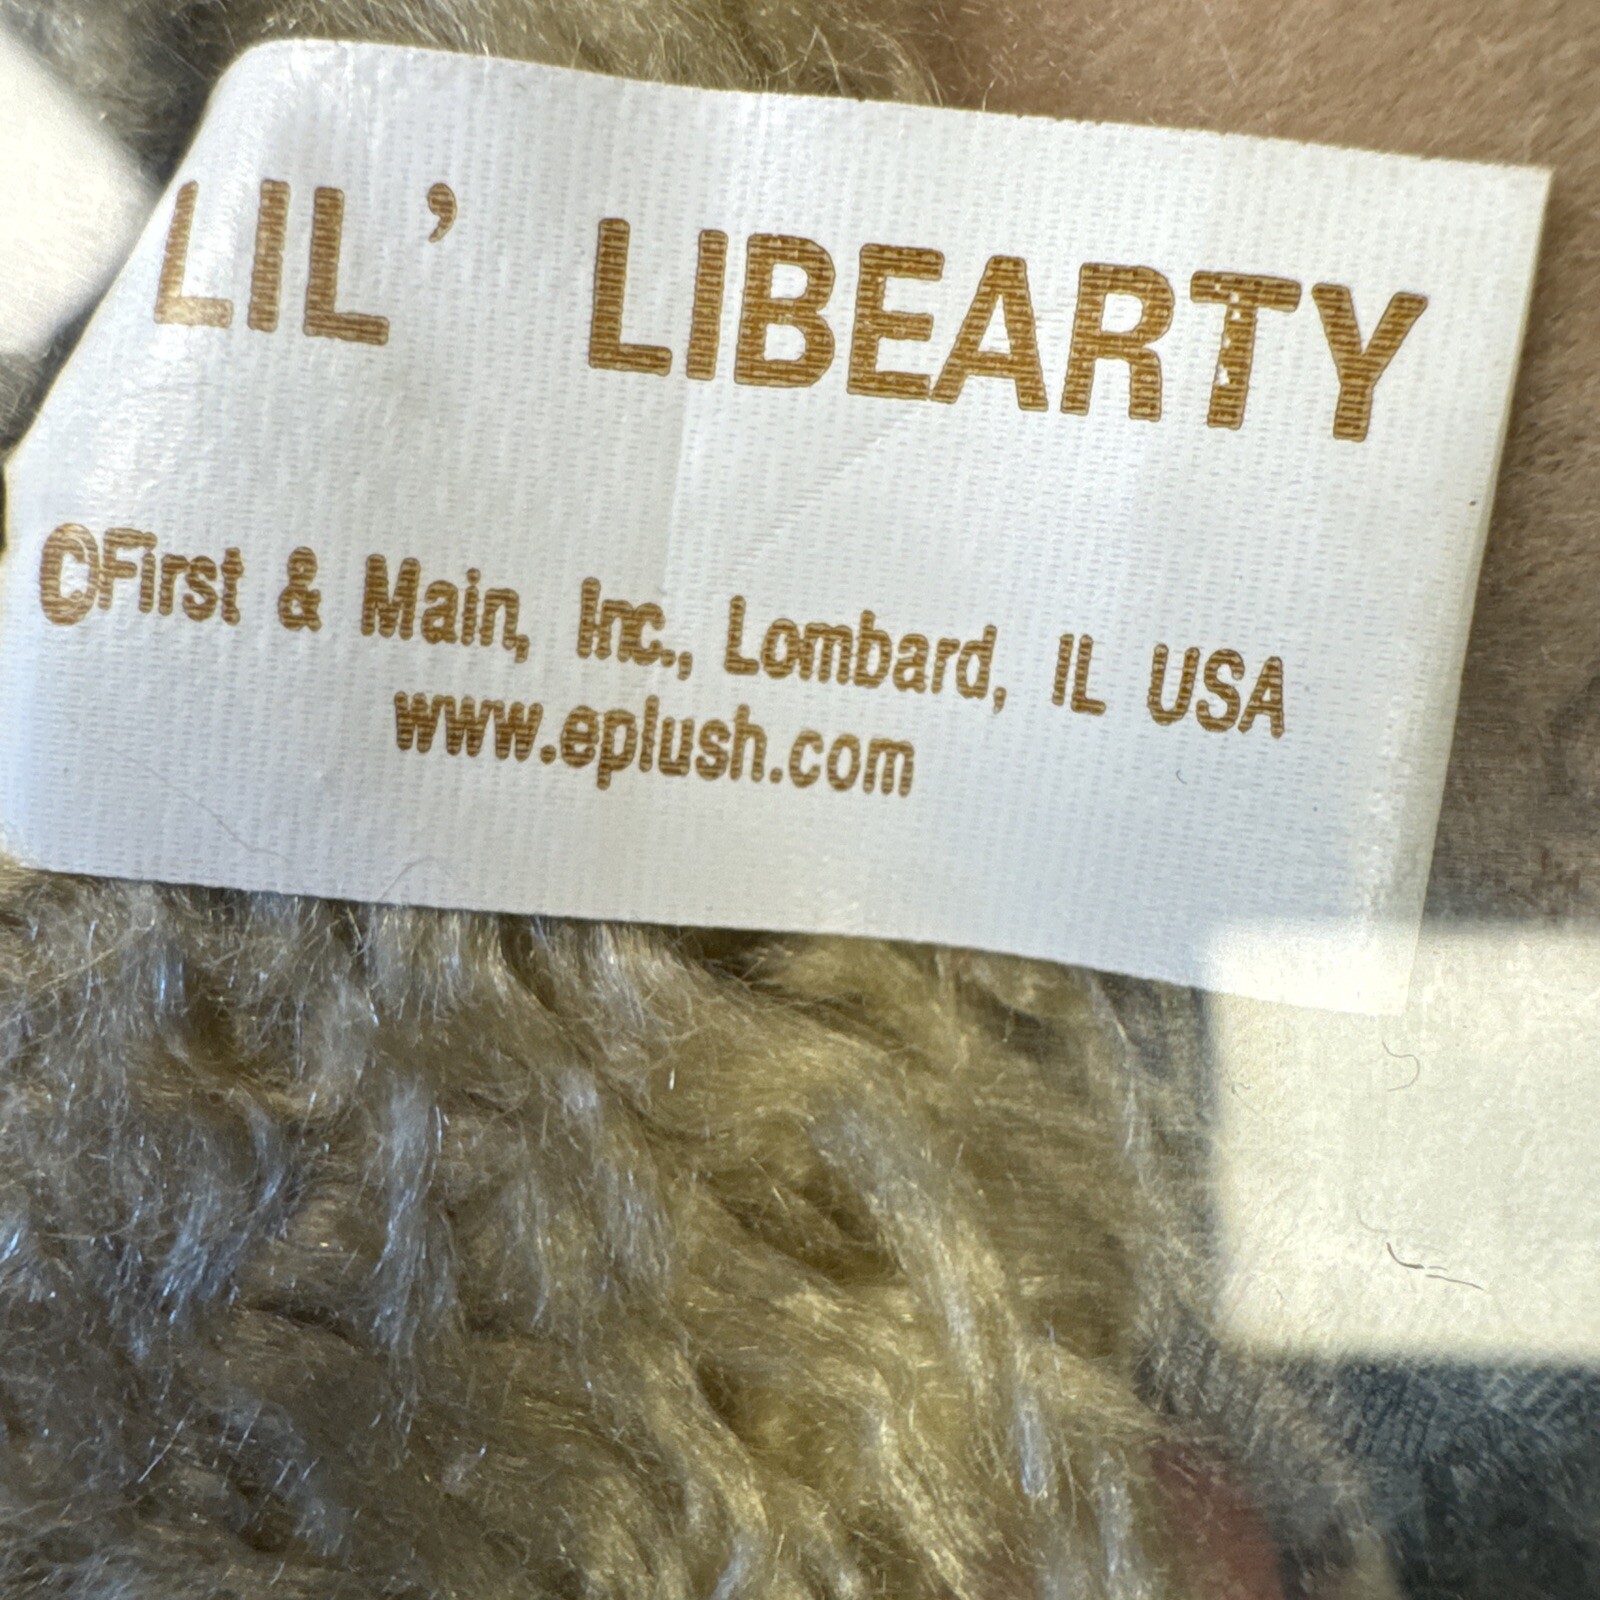 LIL' LIBEARTY
©First & Main, Inc., Lombard, IL USA
www.eplush.com